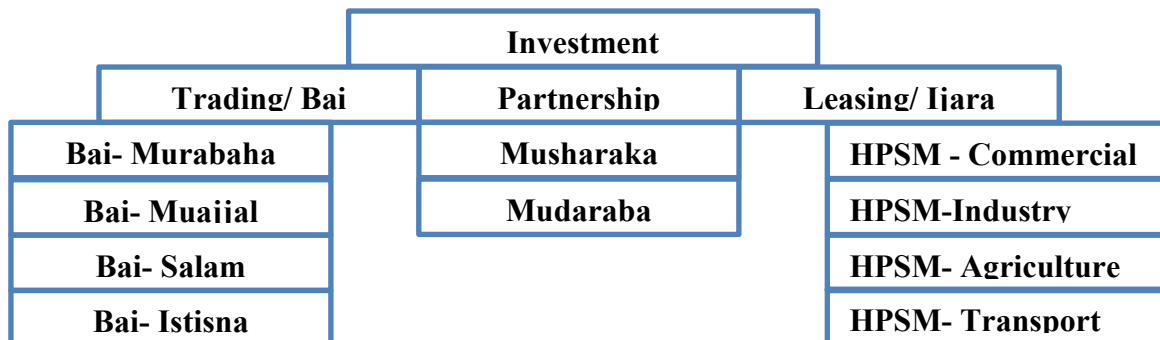 Investment
Trading/ Bai
Partnership
Leasing/ Ijara
Bai- Murabaha
Musharaka
HPSM - Commercial
Bai- Muajjal
Mudaraba
HPSM-Industry
Bai- Salam
HPSM- Agriculture
Bai- Istisna
HPSM- Transport